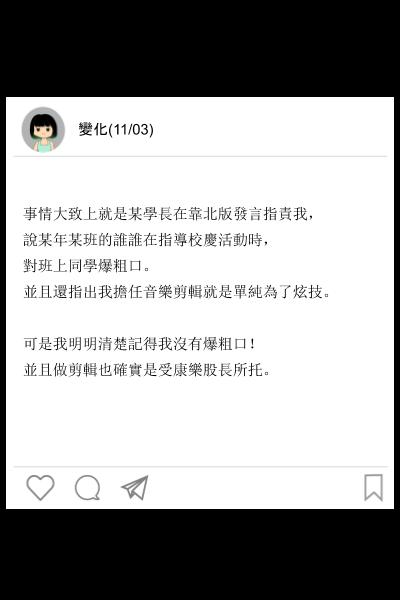 變化(11/03)
事情大致上就是某學長在靠北版發言指責我，
說某年某班的誰誰在指導校慶活動時，
對班上同學爆粗口。
並且還指出我擔任音樂剪輯就是單純為了炫技。
可是我明明清楚記得我沒有爆粗口！
並且做剪輯也確實是受康樂股長所托。